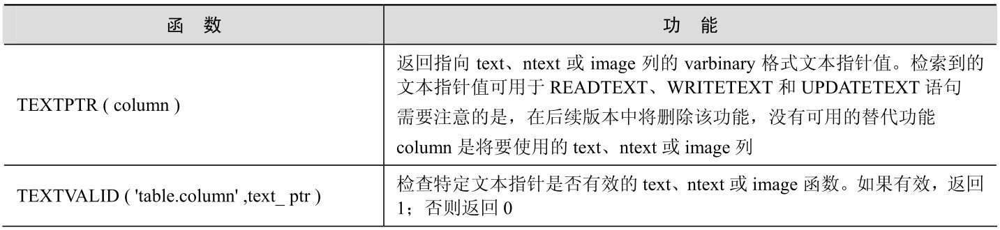 函 数
功 能
TEXTPTR ( column )
返回指向 text、ntext 或 image 列的 varbinary 格式文本指针值。检索到的
文本指针值可用于 READTEXT、WRITETEXT 和 UPDATETEXT 语句
需要注意的是，在后续版本中将删除该功能，没有可用的替代功能
column 是将要使用的 text、ntext 或 image 列
TEXTVALID ( 'table.column' ,text_ ptr )
检查特定文本指针是否有效的 text、ntext 或 image 函数。如果有效，返回
1；否则返回 0